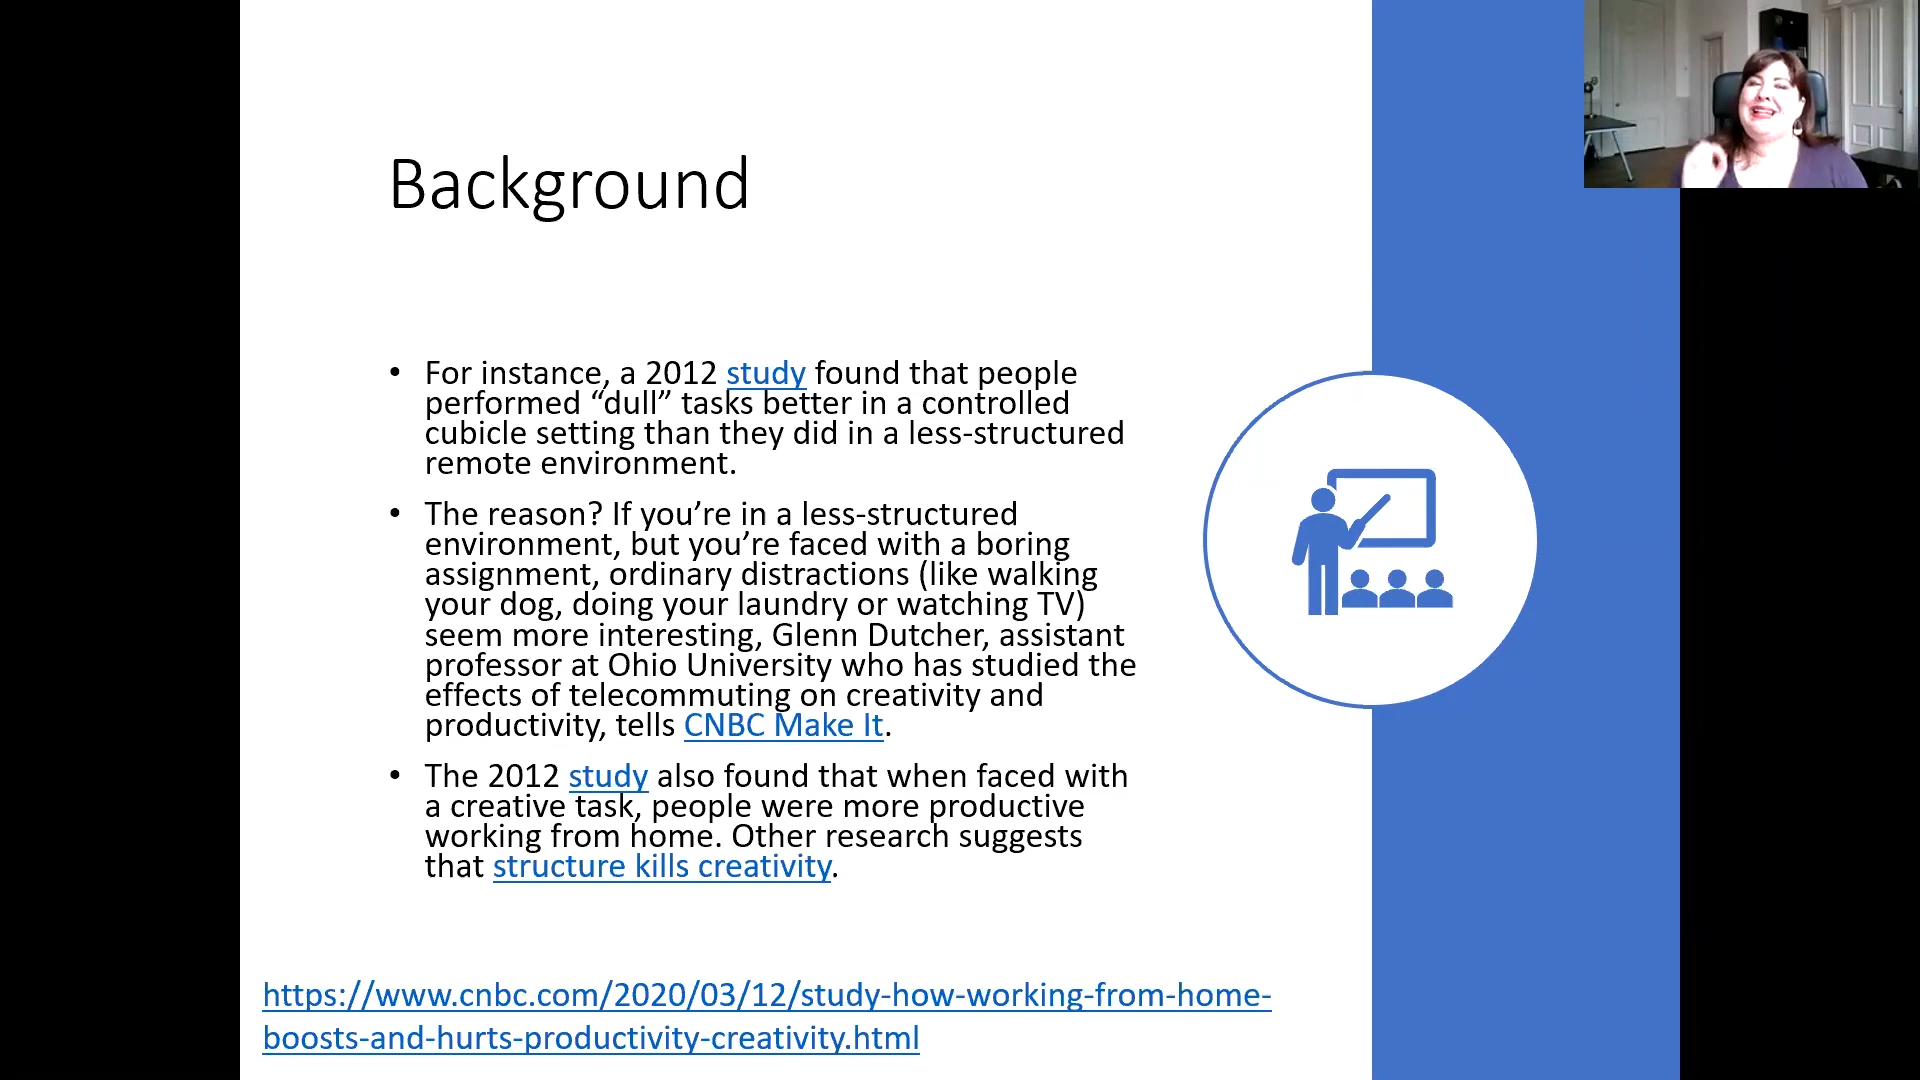 Background
• For instance, a 2012 study found that people
performed “dull” tasks better in a controlled
cubicle setting than they did in a less-structured
remote environment.
• The reason? If you’re in a less-structured
environment, but you’re faced with a boring
assignment, ordinary distractions (like walking
your dog, doing your laundry or watching TV)
seem more interesting, Glenn Dutcher, assistant
professor at Ohio University who has studied the
effects of telecommuting on creativity and
productivity, tells CNBC Make It.
• The 2012 study also found that when faced with
a creative task, people were more productive
working from home. Other research suggests
that structure kills creativity.
https://www.cnbc.com/2020/03/12/study-how-working-from-home-
boosts-and-hurts-productivity-creativity.html